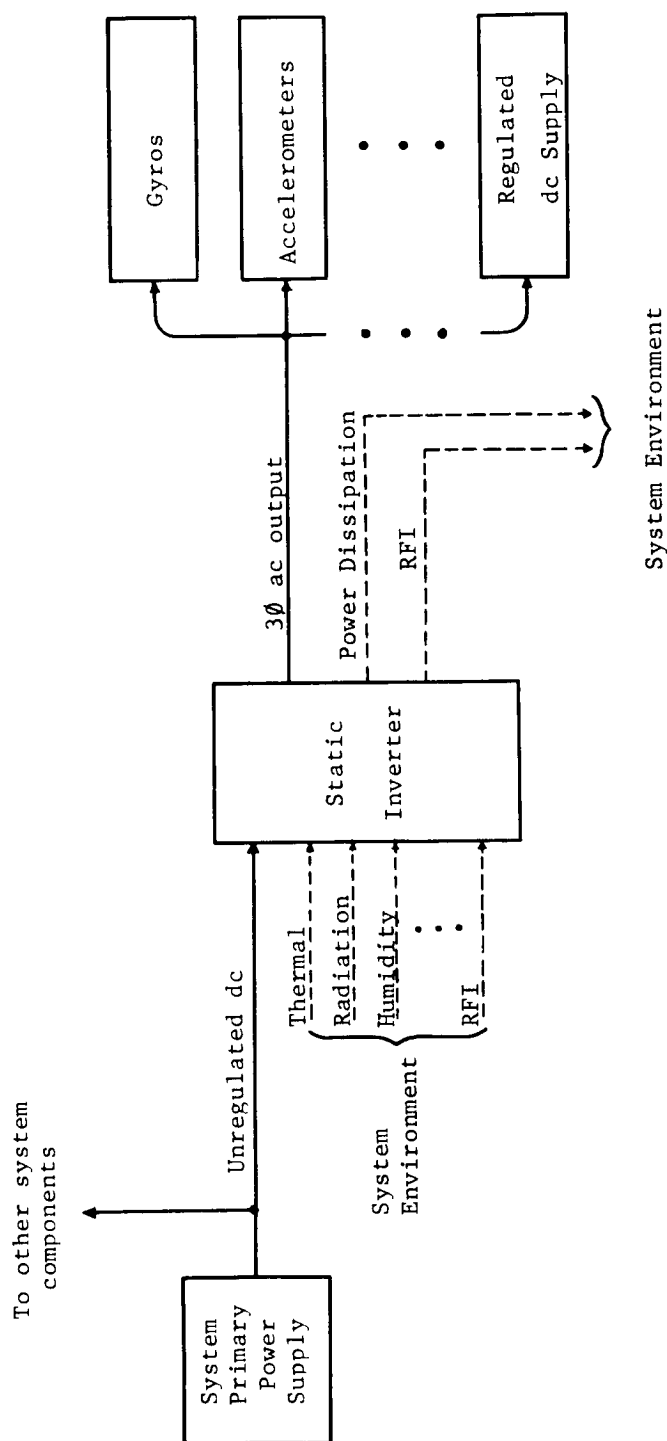 To other system
components
System
Primary
Power
Supply
Unregulated dc
Thermal
Radiation
Humidity
RFI
System
Environment
Static
Inverter
3Ø ac output
Power Dissipation
RFI
System Environment
Gyros
Accelerometers
Regulated
dc Supply